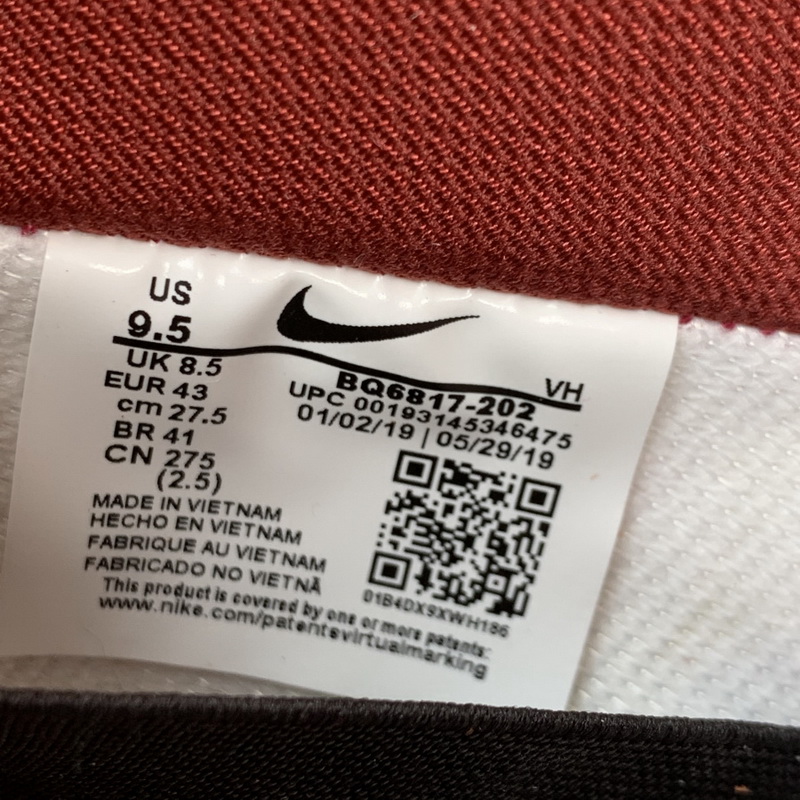 US
9.5
UK 8.5
EUR 43
cm 27.5
BR 41
CN 275
(2.5)
VH
BQ6817-202
UPC 00193145346475
01/02/19 | 05/29/19
01B4DX9XWH186
MADE IN VIETNAM
HECHO EN VIETNAM
FABRIQUE AU VIETNAM
FABRICADO NO VIETNÃ
This product is covered by one or more patents:
www.nike.com/patentsvirtualmarking